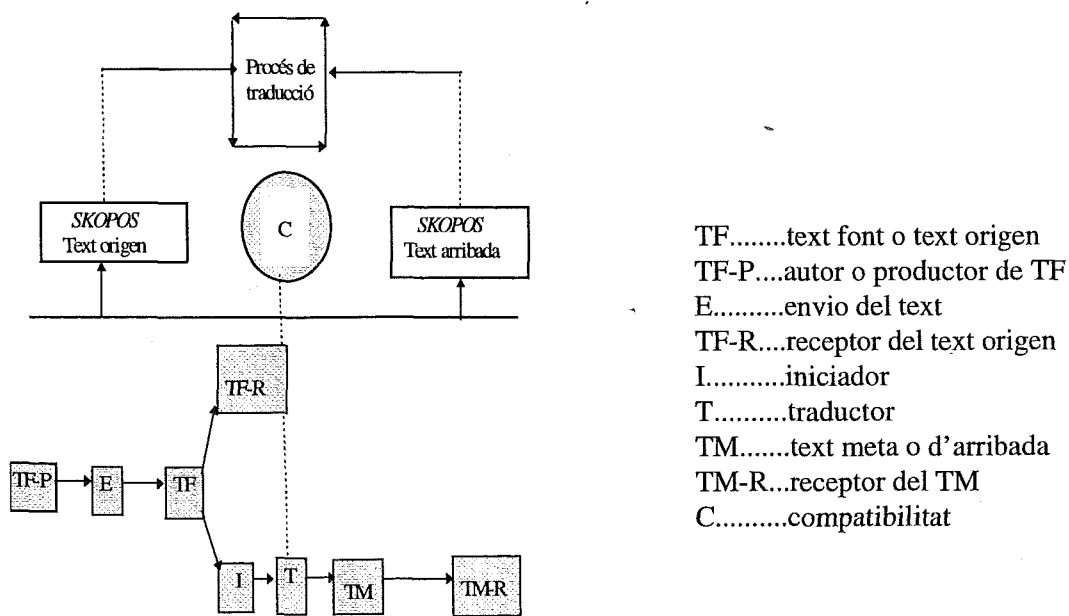 Procés de
traducció
SKOPOS
Text origen
C
SKOPOS
Text arribada
TF-R
TF-P
E
TF
I
T
TM
TM-R
TF........text font o text origen
TF-P....autor o productor de TF
E..........envio del text
TF-R....receptor del text origen
I...........iniciador
T..........traductor
TM.......text meta o d'arribada
TM-R...receptor del TM
C..........compatibilitat